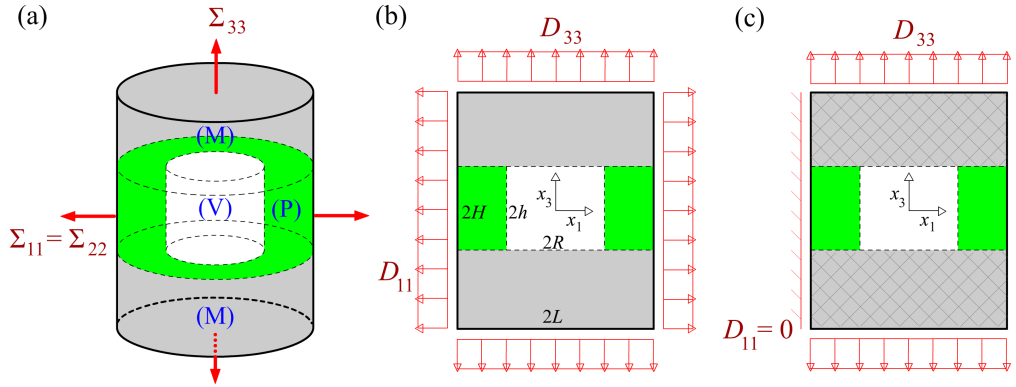 (a)
Σ33
(M)
(V)
(P)
Σ11 = Σ22
(M)
(b)
D33
D11
2H
2h
x3
x1
2R
2L
(c)
D33
x3
x1
D11 = 0